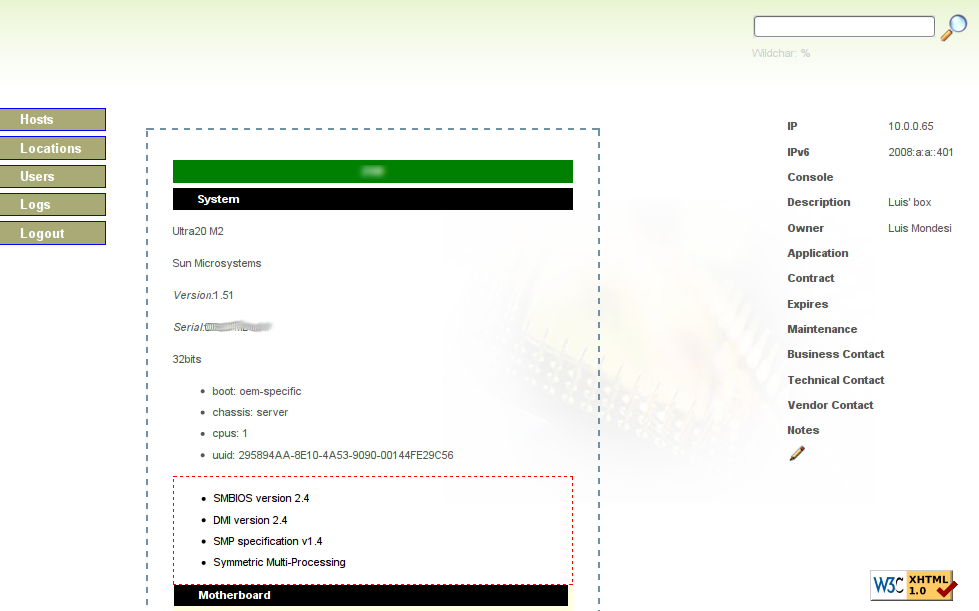 Wildchar: %
Hosts
Locations
Users
Logs
Logout
System
Ultra20 M2
Sun Microsystems
Version:1.51
Serial:
32bits
• boot: oem-specific
• chassis: server
• cpus: 1
• uuid: 295894AA-8E10-4A53-9090-00144FE29C56
• SMBIOS version 2.4
• DMI version 2.4
• SMP specification v1.4
• Symmetric Multi-Processing
Motherboard
IP 10.0.0.65
IPv6 2008:a:a::401
Console
Description Luis' box
Owner Luis Mondesi
Application
Contract
Expires
Maintenance
Business Contact
Technical Contact
Vendor Contact
Notes
W3C XHTML
1.0